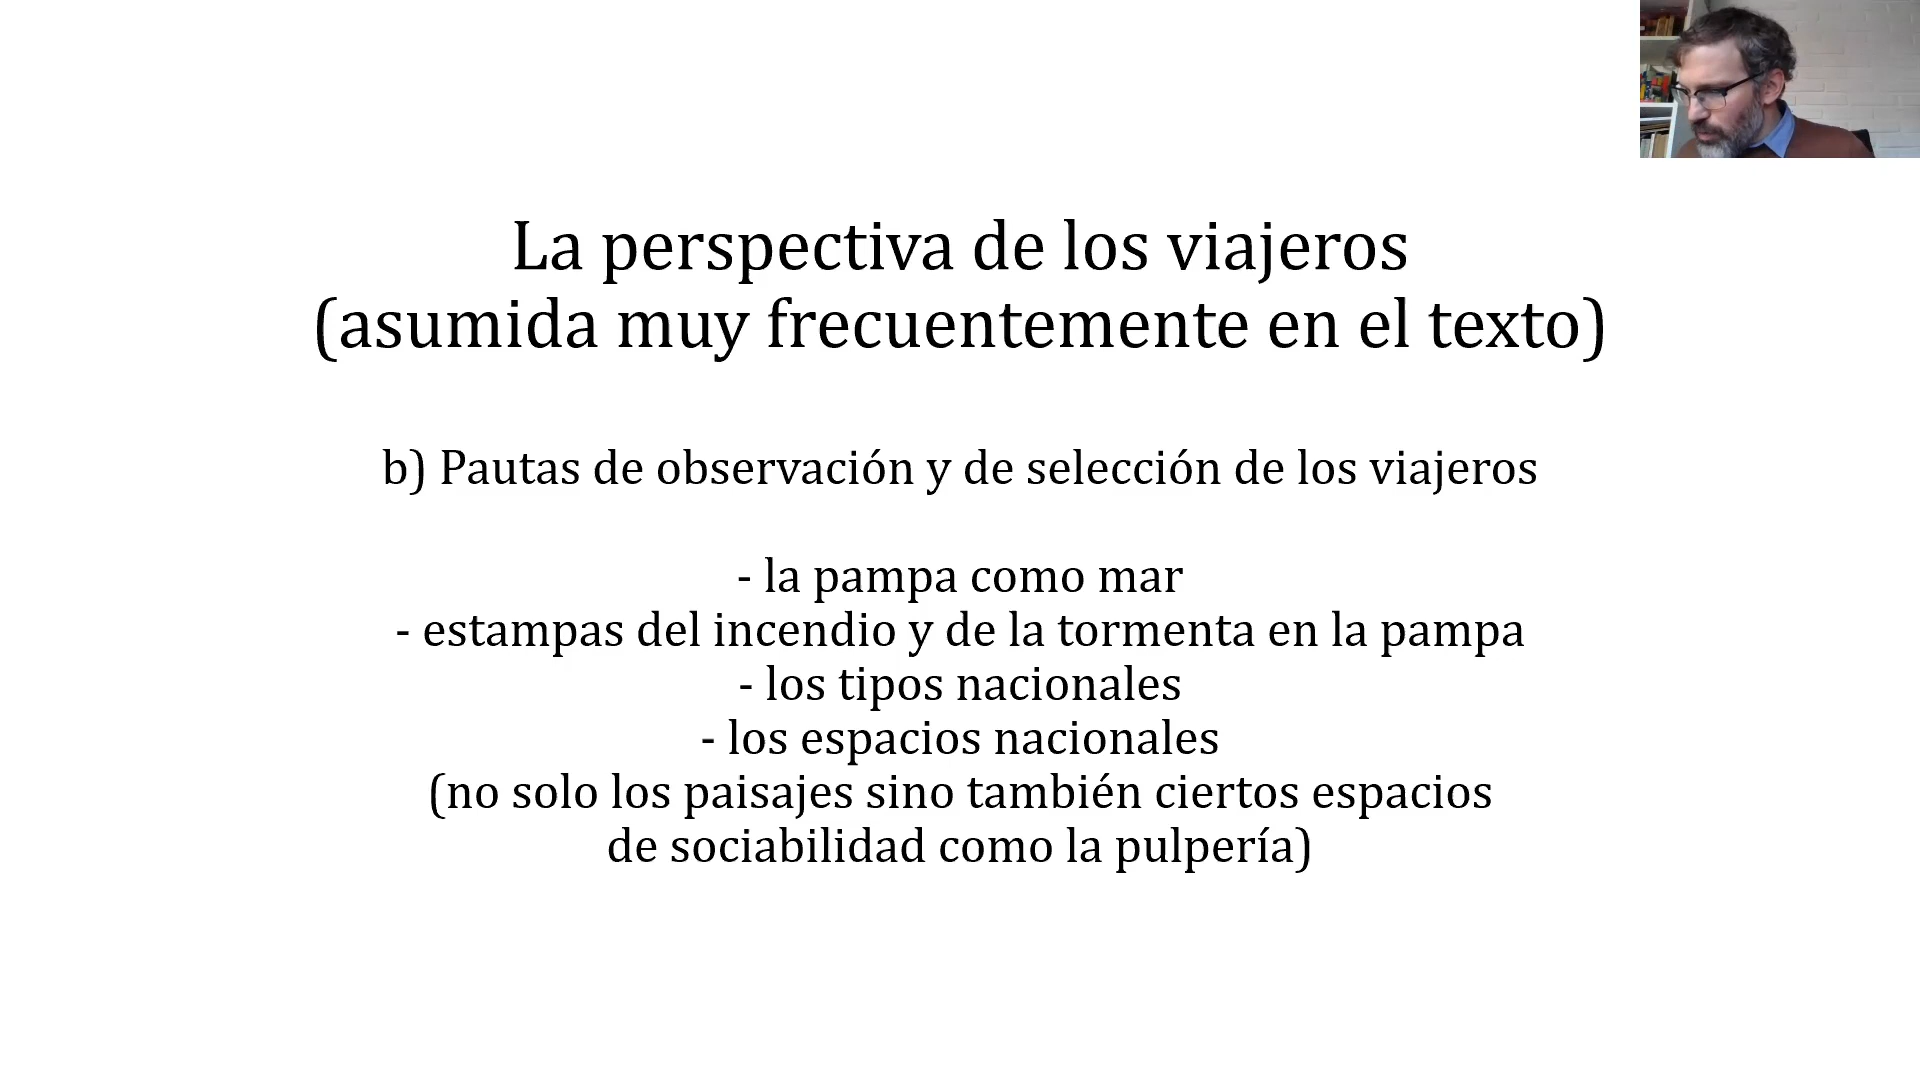 La perspectiva de los viajeros
(asumida muy frecuentemente en el texto)
b) Pautas de observación y de selección de los viajeros
- la pampa como mar
- estampas del incendio y de la tormenta en la pampa
- los tipos nacionales
- los espacios nacionales
(no solo los paisajes sino también ciertos espacios
de sociabilidad como la pulpería)